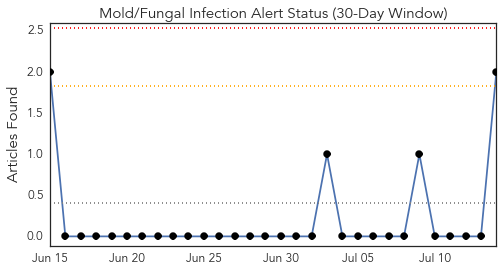 Mold/Fungal Infection Alert Status (30-Day Window)
Articles Found
2.5
2.0
1.5
1.0
0.5
0.0
Jun 15
Jun 20
Jun 25
Jun 30
Jul 05
Jul 10